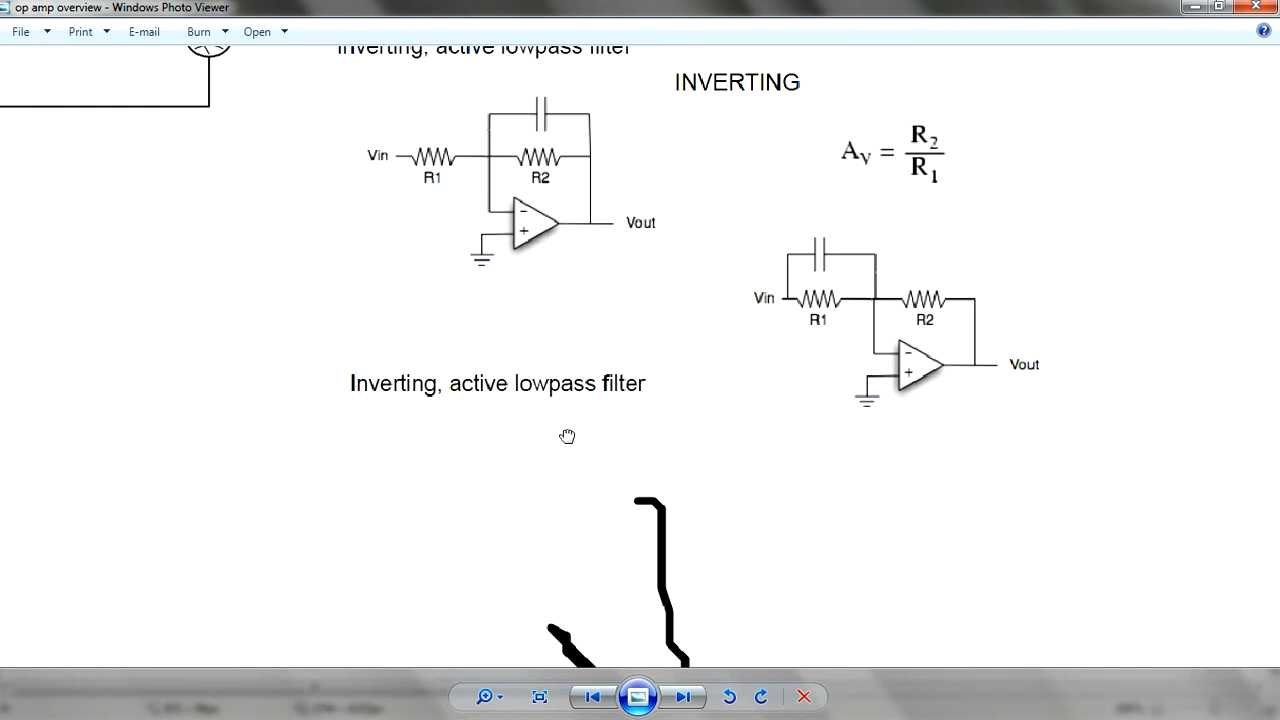 op amp overview - Windows Photo Viewer
File Print E-mail Burn Open
Inverting, active lowpass filter
INVERTING
Av = R2
R1
Vin
R1
R2
-
+
Vout
Vin
R1
R2
-
+
Vout
Inverting, active lowpass filter